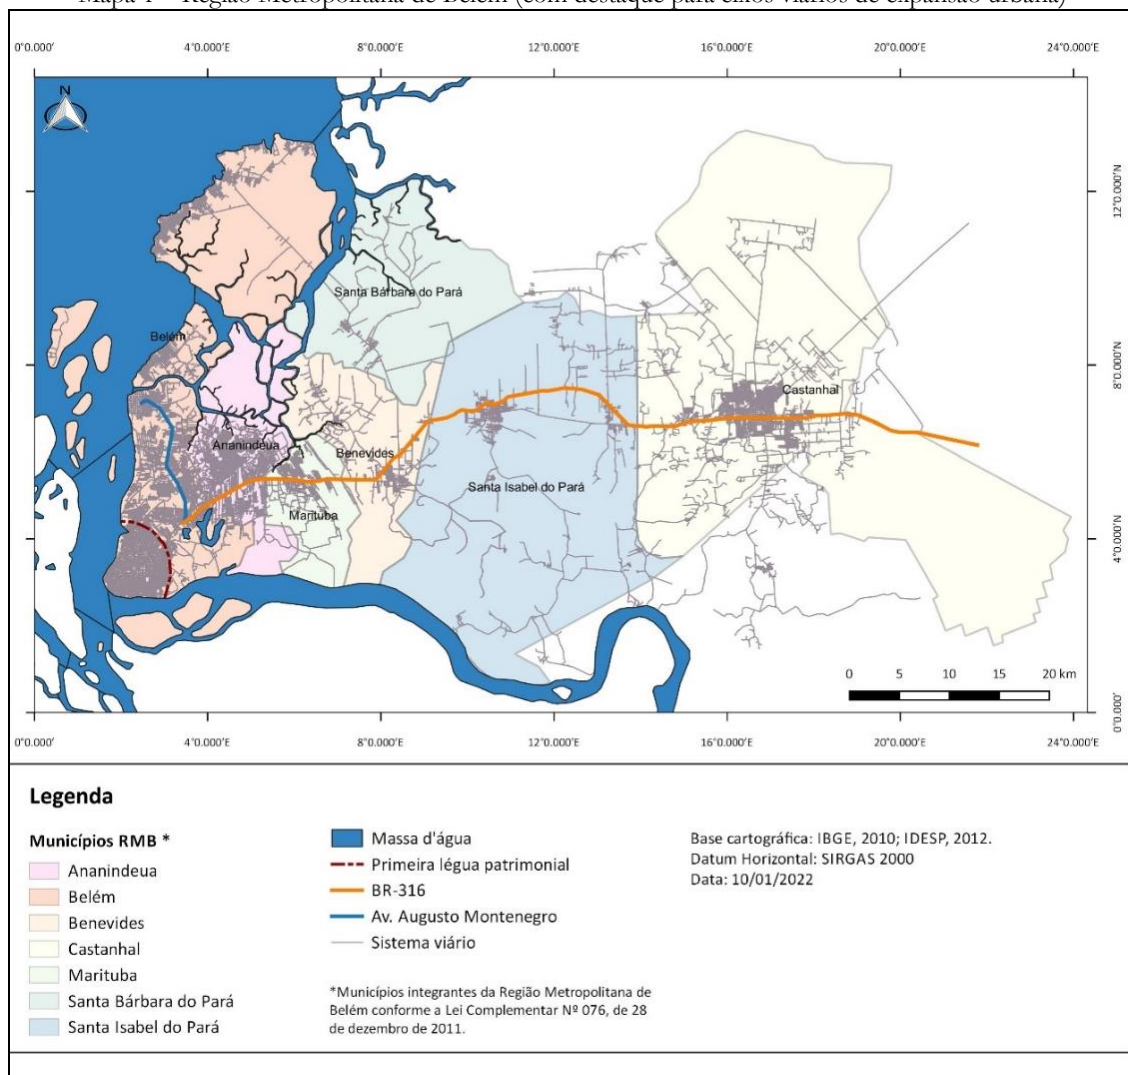 Mapa 1 – Região Metropolitana de Belém (com destaque para eixos viários de expansão urbana)
0°0.000' 4°0.000'E 8°0.000'E 12°0.000'E 16°0.000'E 20°0.000'E 24°0.000'E
N
12°0.000'N
8°0.000'N
4°0.000'N
0°0.000'
Santa Bárbara do Pará
Belém
Castanhal
Ananindeua
Benevides
Santa Isabel do Pará
Marituba
0 5 10 15 20 km
0°0.000' 4°0.000'E 8°0.000'E 12°0.000'E 16°0.000'E 20°0.000'E 24°0.000'E
Legenda
Municípios RMB *
Ananindeua
Belém
Benevides
Castanhal
Marituba
Santa Bárbara do Pará
Santa Isabel do Pará
Massa d'água
Primeira légua patrimonial
BR-316
Av. Augusto Montenegro
Sistema viário
*Municípios integrantes da Região Metropolitana de
Belém conforme a Lei Complementar Nº 076, de 28
de dezembro de 2011.
Base cartográfica: IBGE, 2010; IDESP, 2012.
Datum Horizontal: SIRGAS 2000
Data: 10/01/2022